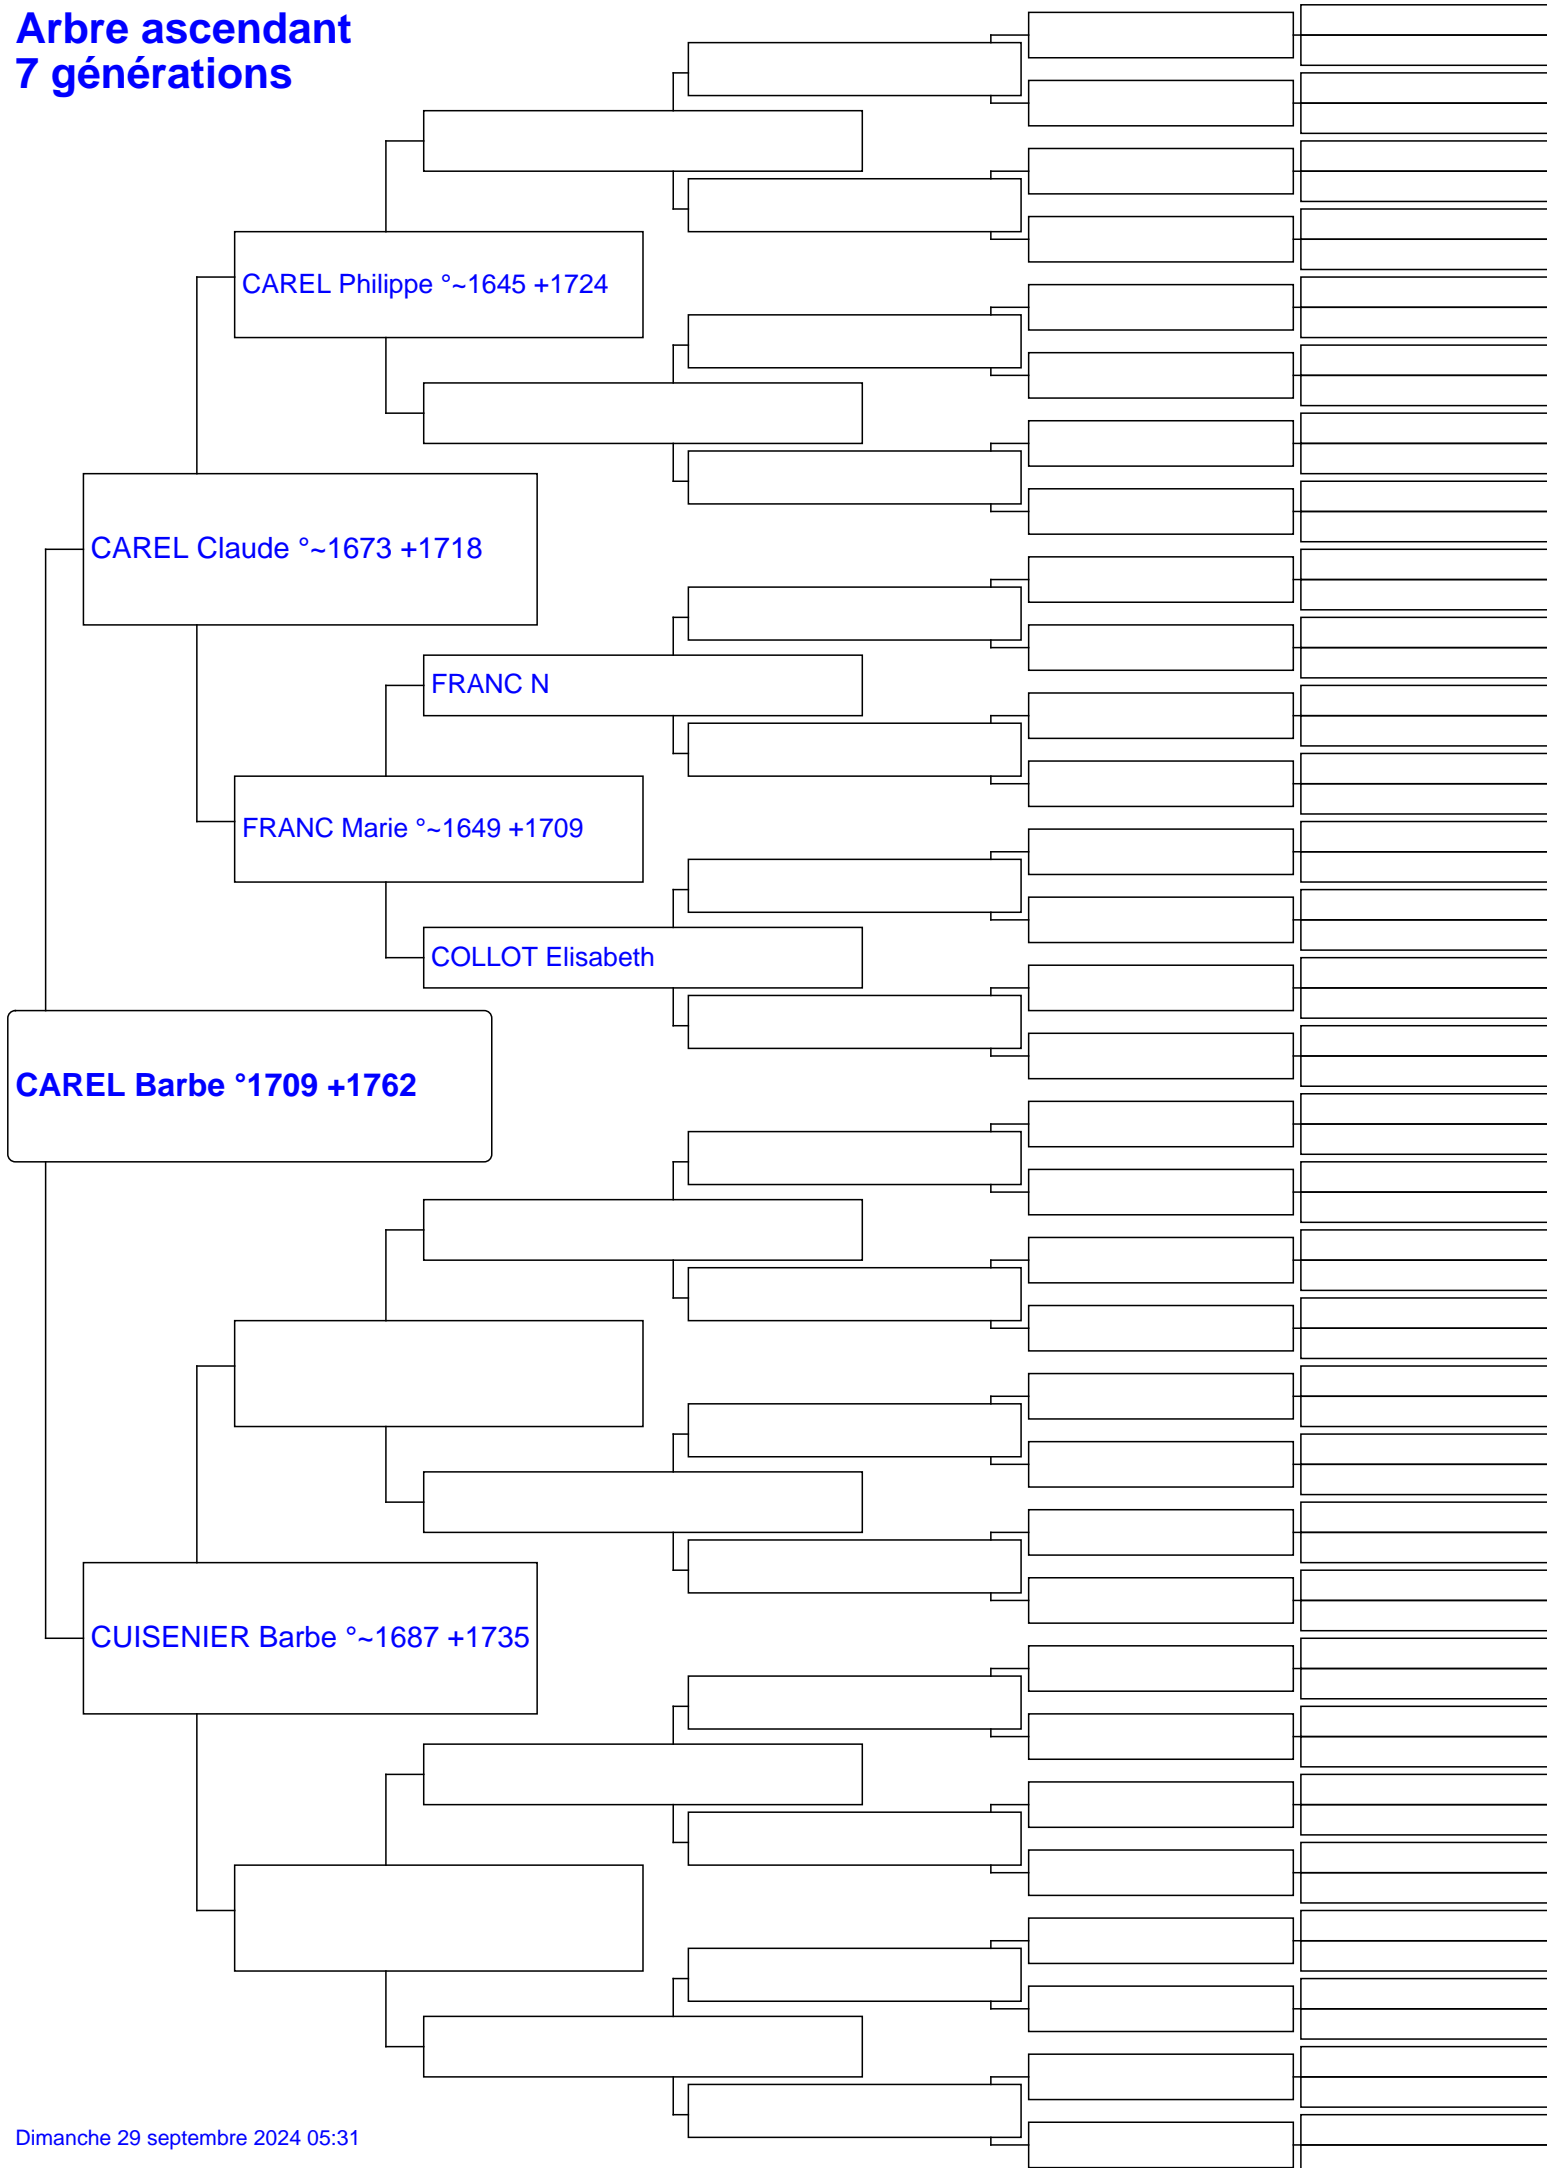 Arbre ascendant
7 générations
CAREL Philippe °~1645 +1724
CAREL Claude °~1673 +1718
FRANC N
FRANC Marie °~1649 +1709
COLLOT Elisabeth
CAREL Barbe °1709 +1762
CUISENIER Barbe °~1687 +1735
Dimanche 29 septembre 2024 05:31